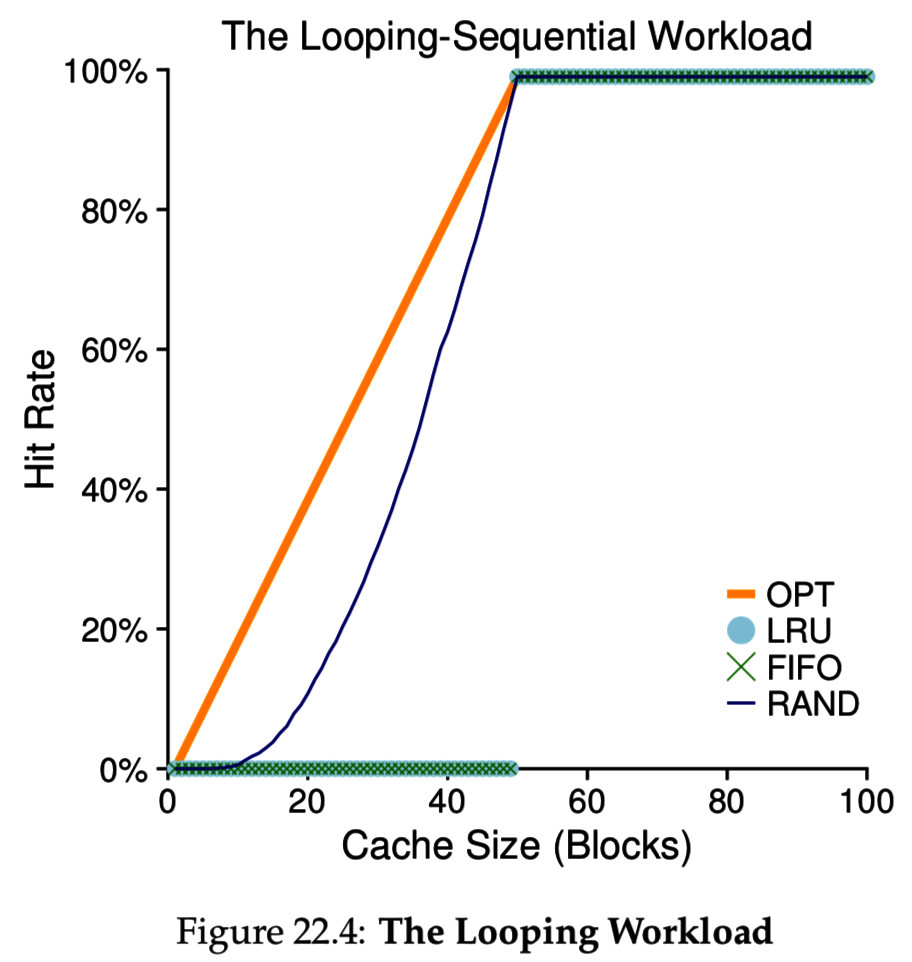 The Looping-Sequential Workload
100%
80%
60%
40%
20%
0%
Hit Rate
OPT
LRU
FIFO
RAND
0 20 40 60 80 100
Cache Size (Blocks)
Figure 22.4: The Looping Workload